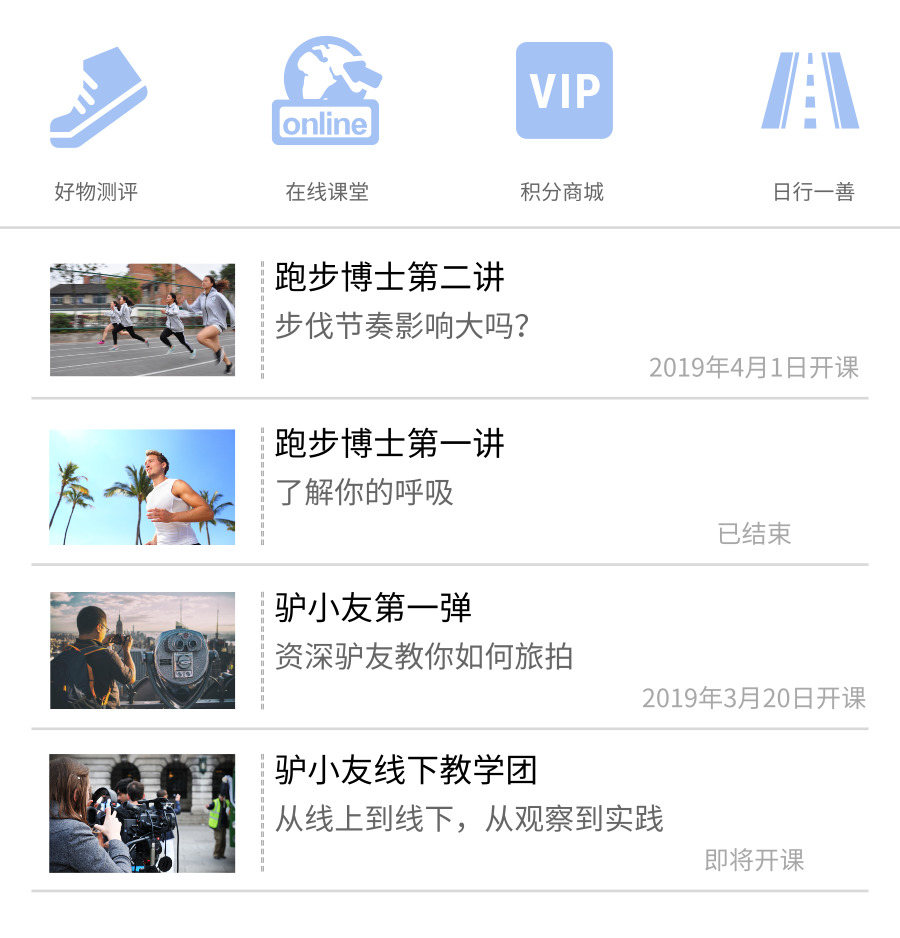 online
VIP
好物测评
在线课堂
积分商城
日行一善
跑步博士第二讲
步伐节奏影响大吗？
2019年4月1日开课
跑步博士第一讲
了解你的呼吸
已结束
驴小友第一弹
资深驴友教你如何旅拍
2019年3月20日开课
驴小友线下教学团
从线上到线下，从观察到实践
即将开课